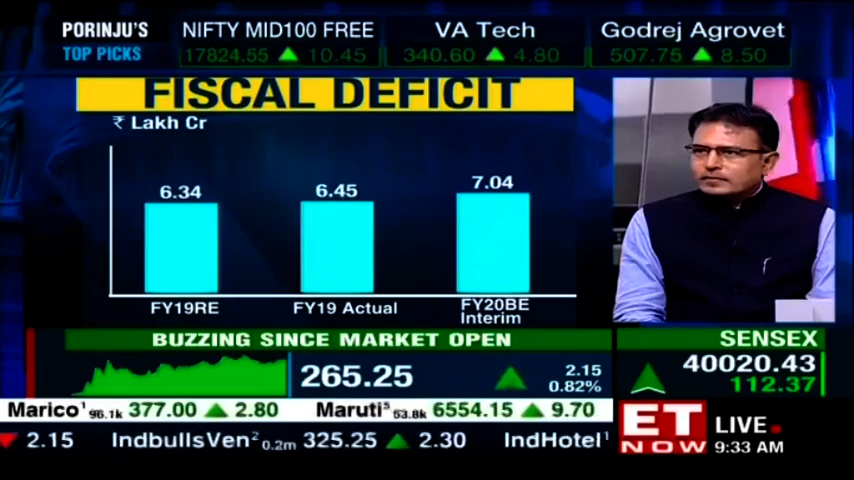 PORINJU'S
TOP PICKS
NIFTY MID100 FREE
17824.55 ▲ 10.45
VA Tech
340.60 ▲ 4.80
Godrej Agrovet
507.75 ▲ 8.50
FISCAL DEFICIT
₹ Lakh Cr
6.34
6.45
7.04
FY19RE
FY19 Actual
FY20BE
Interim
BUZZING SINCE MARKET OPEN
265.25 ▲ 2.15
0.82%
SENSEX
▲ 40020.43
112.37
Marico¹ 96.1k 377.00 ▲ 2.80 Maruti⁵ 53.8k 6554.15 ▲ 9.70
▼ 2.15 IndbullsVen² 0.2m 325.25 ▲ 2.30 IndHotel¹
ET
NOW
LIVE
9:33 AM